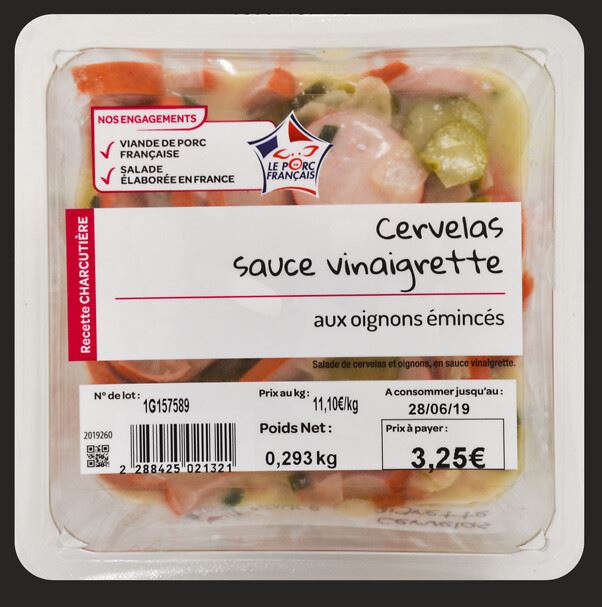 NOS ENGAGEMENTS
VIANDE DE PORC
FRANÇAISE
SALADE
ÉLABORÉE EN FRANCE
LE PORC
FRANÇAIS
Recette CHARCUTIÈRE
Cervelas
sauce vinaigrette
aux oignons émincés
Salade de cervelas et oignons, en sauce vinaigrette.
N° de lot :
1G157589
Prix au kg :
11,10€/kg
A consommer jusqu'au :
28/06/19
Poids Net :
0,293 kg
Prix à payer :
3,25€
2019260
2 288425 021321